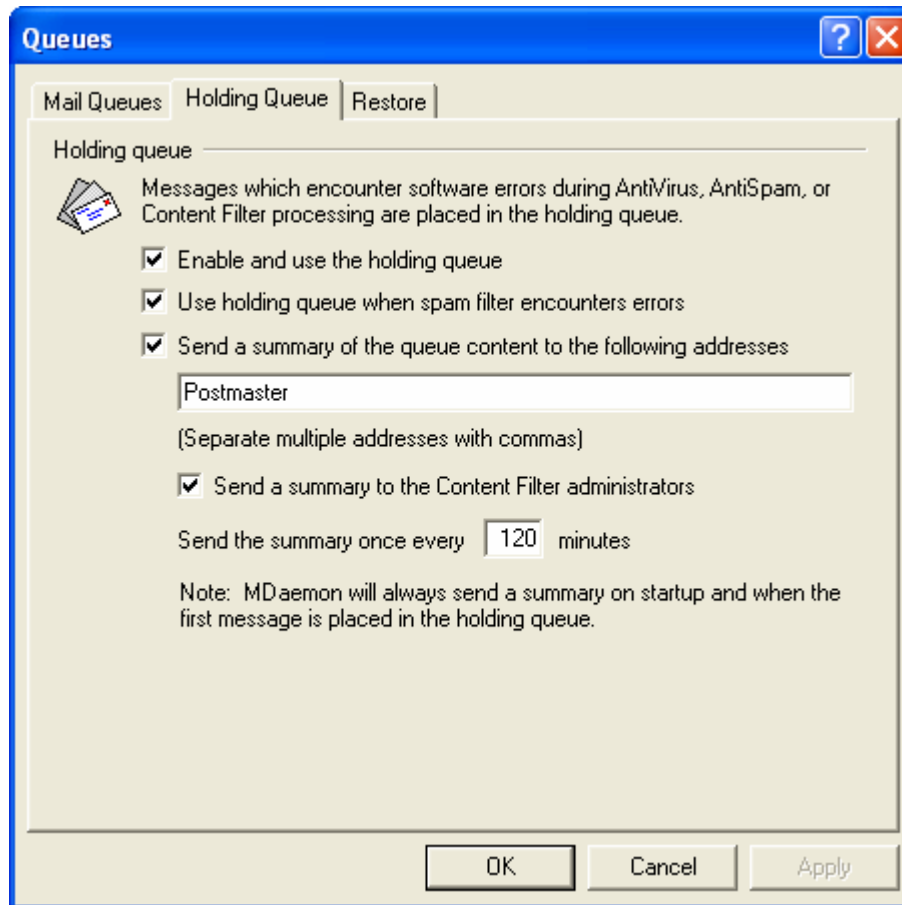 Queues
Mail Queues Holding Queue Restore
Holding queue
Messages which encounter software errors during AntiVirus, AntiSpam, or
Content Filter processing are placed in the holding queue.
Enable and use the holding queue
Use holding queue when spam filter encounters errors
Send a summary of the queue content to the following addresses
Postmaster
(Separate multiple addresses with commas)
Send a summary to the Content Filter administrators
Send the summary once every 120 minutes
Note: MDaemon will always send a summary on startup and when the
first message is placed in the holding queue.
OK Cancel Apply